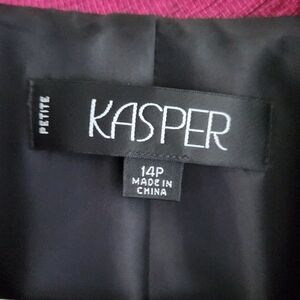 PETITE
KASPER
14P
MADE IN
CHINA